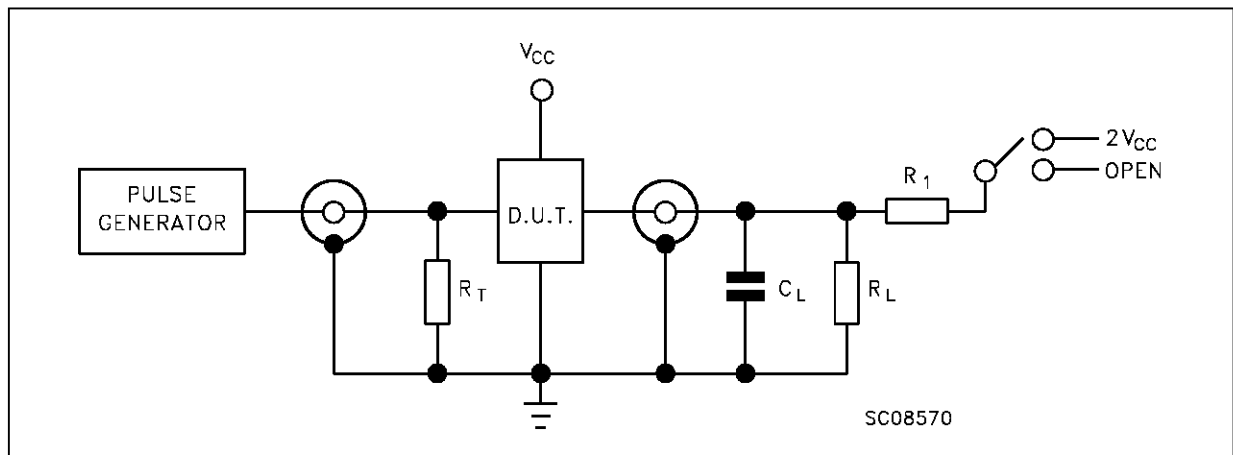 VCC
2VCC
OPEN
PULSE
GENERATOR
D.U.T.
R1
RT
CL
RL
SC08570